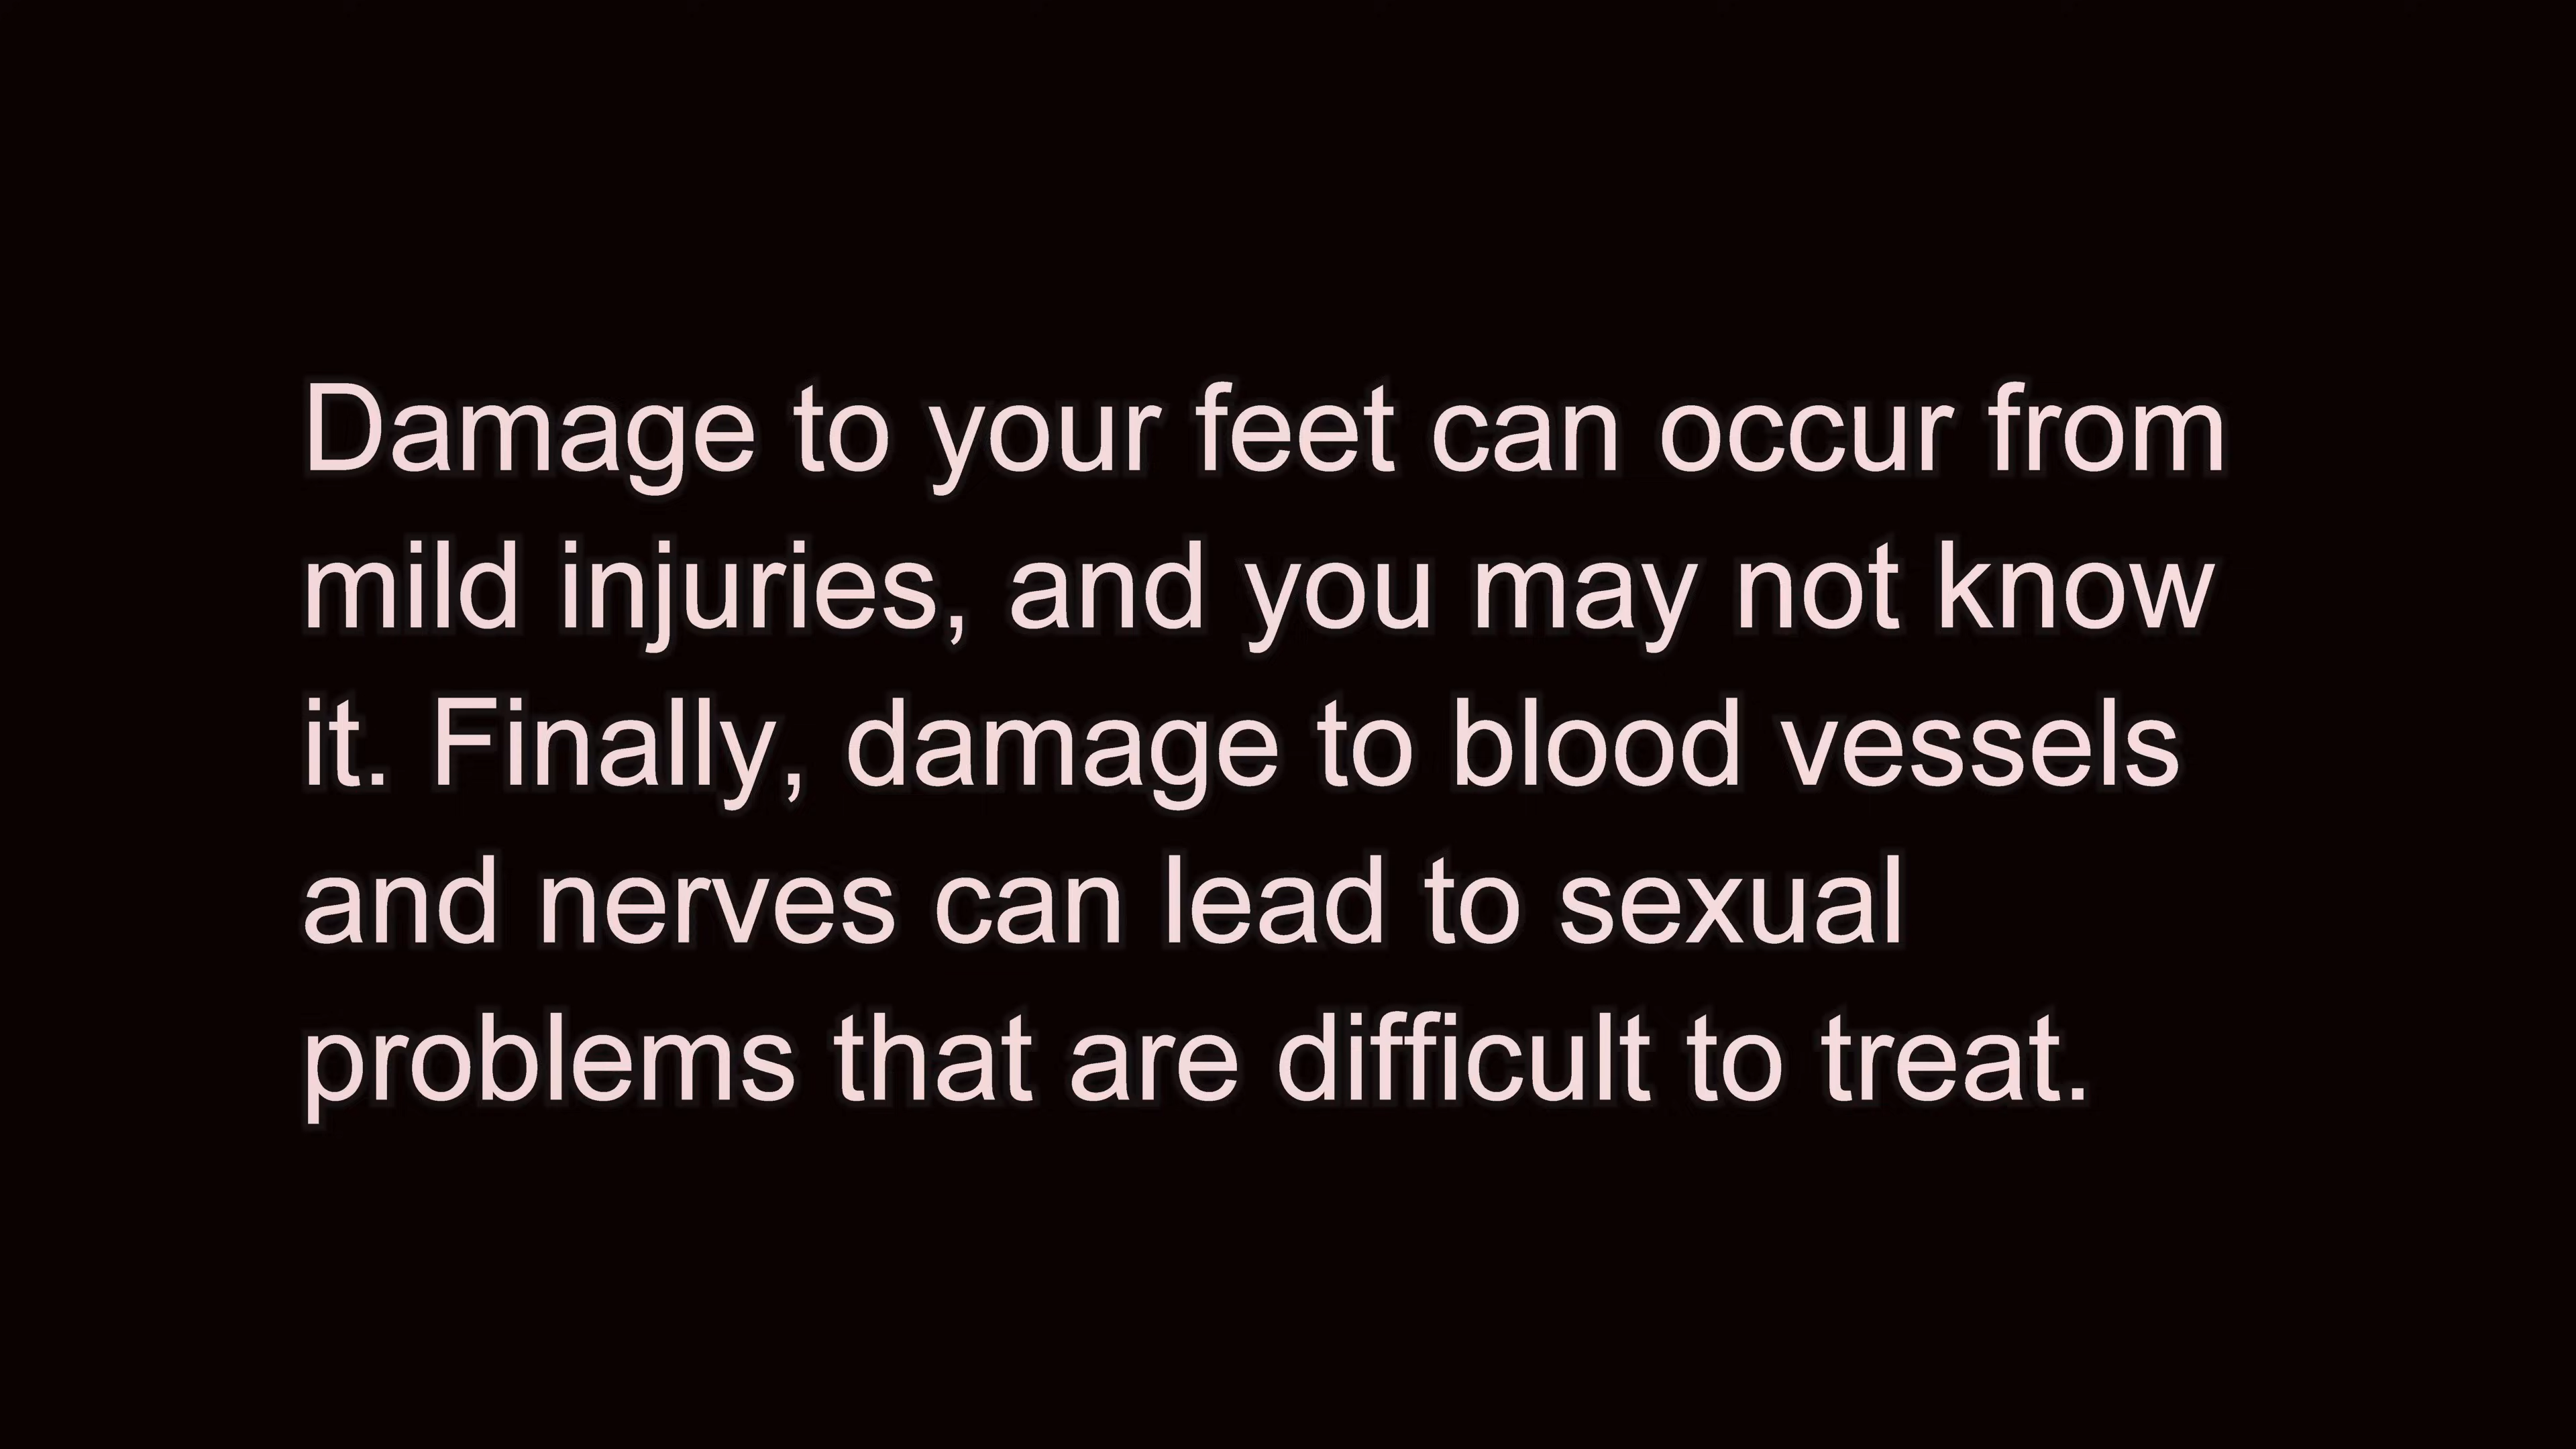 Damage to your feet can occur from
mild injuries, and you may not know
it. Finally, damage to blood vessels
and nerves can lead to sexual
problems that are difficult to treat.